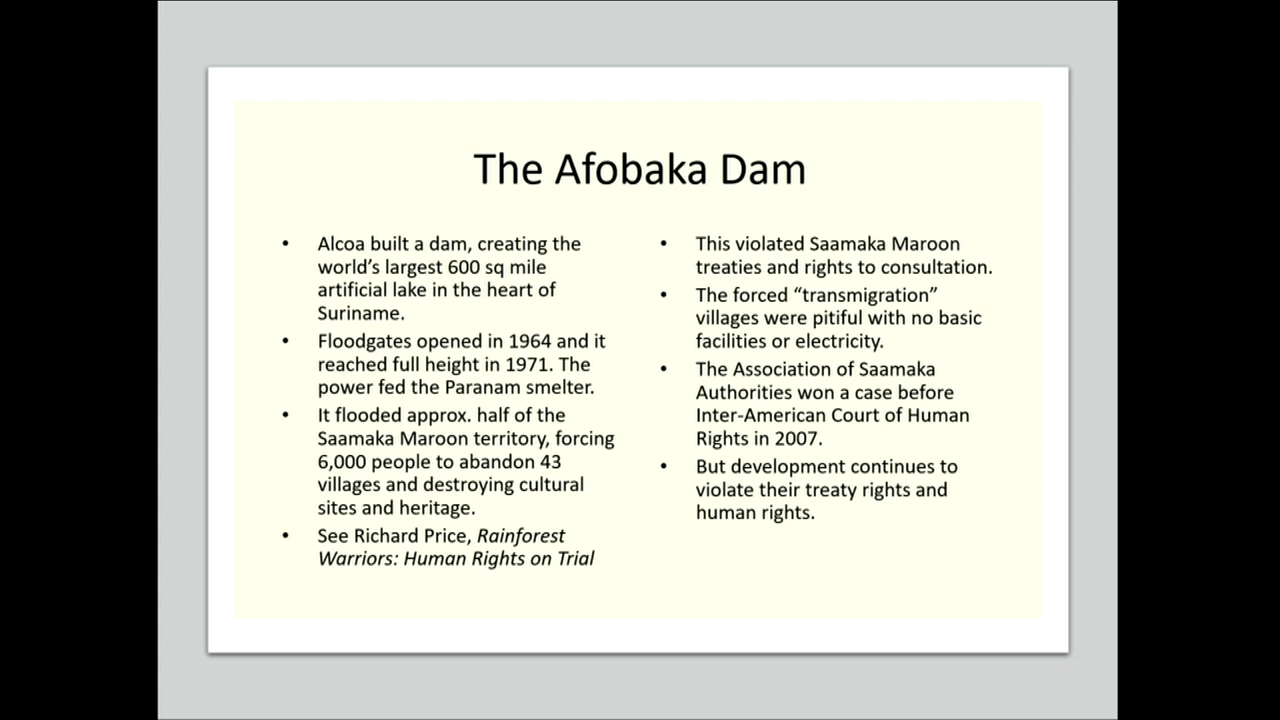 The Afobaka Dam
• Alcoa built a dam, creating the
world’s largest 600 sq mile
artificial lake in the heart of
Suriname.
• Floodgates opened in 1964 and it
reached full height in 1971. The
power fed the Paranam smelter.
• It flooded approx. half of the
Saamaka Maroon territory, forcing
6,000 people to abandon 43
villages and destroying cultural
sites and heritage.
• See Richard Price, Rainforest
Warriors: Human Rights on Trial
• This violated Saamaka Maroon
treaties and rights to consultation.
• The forced “transmigration”
villages were pitiful with no basic
facilities or electricity.
• The Association of Saamaka
Authorities won a case before
Inter-American Court of Human
Rights in 2007.
• But development continues to
violate their treaty rights and
human rights.